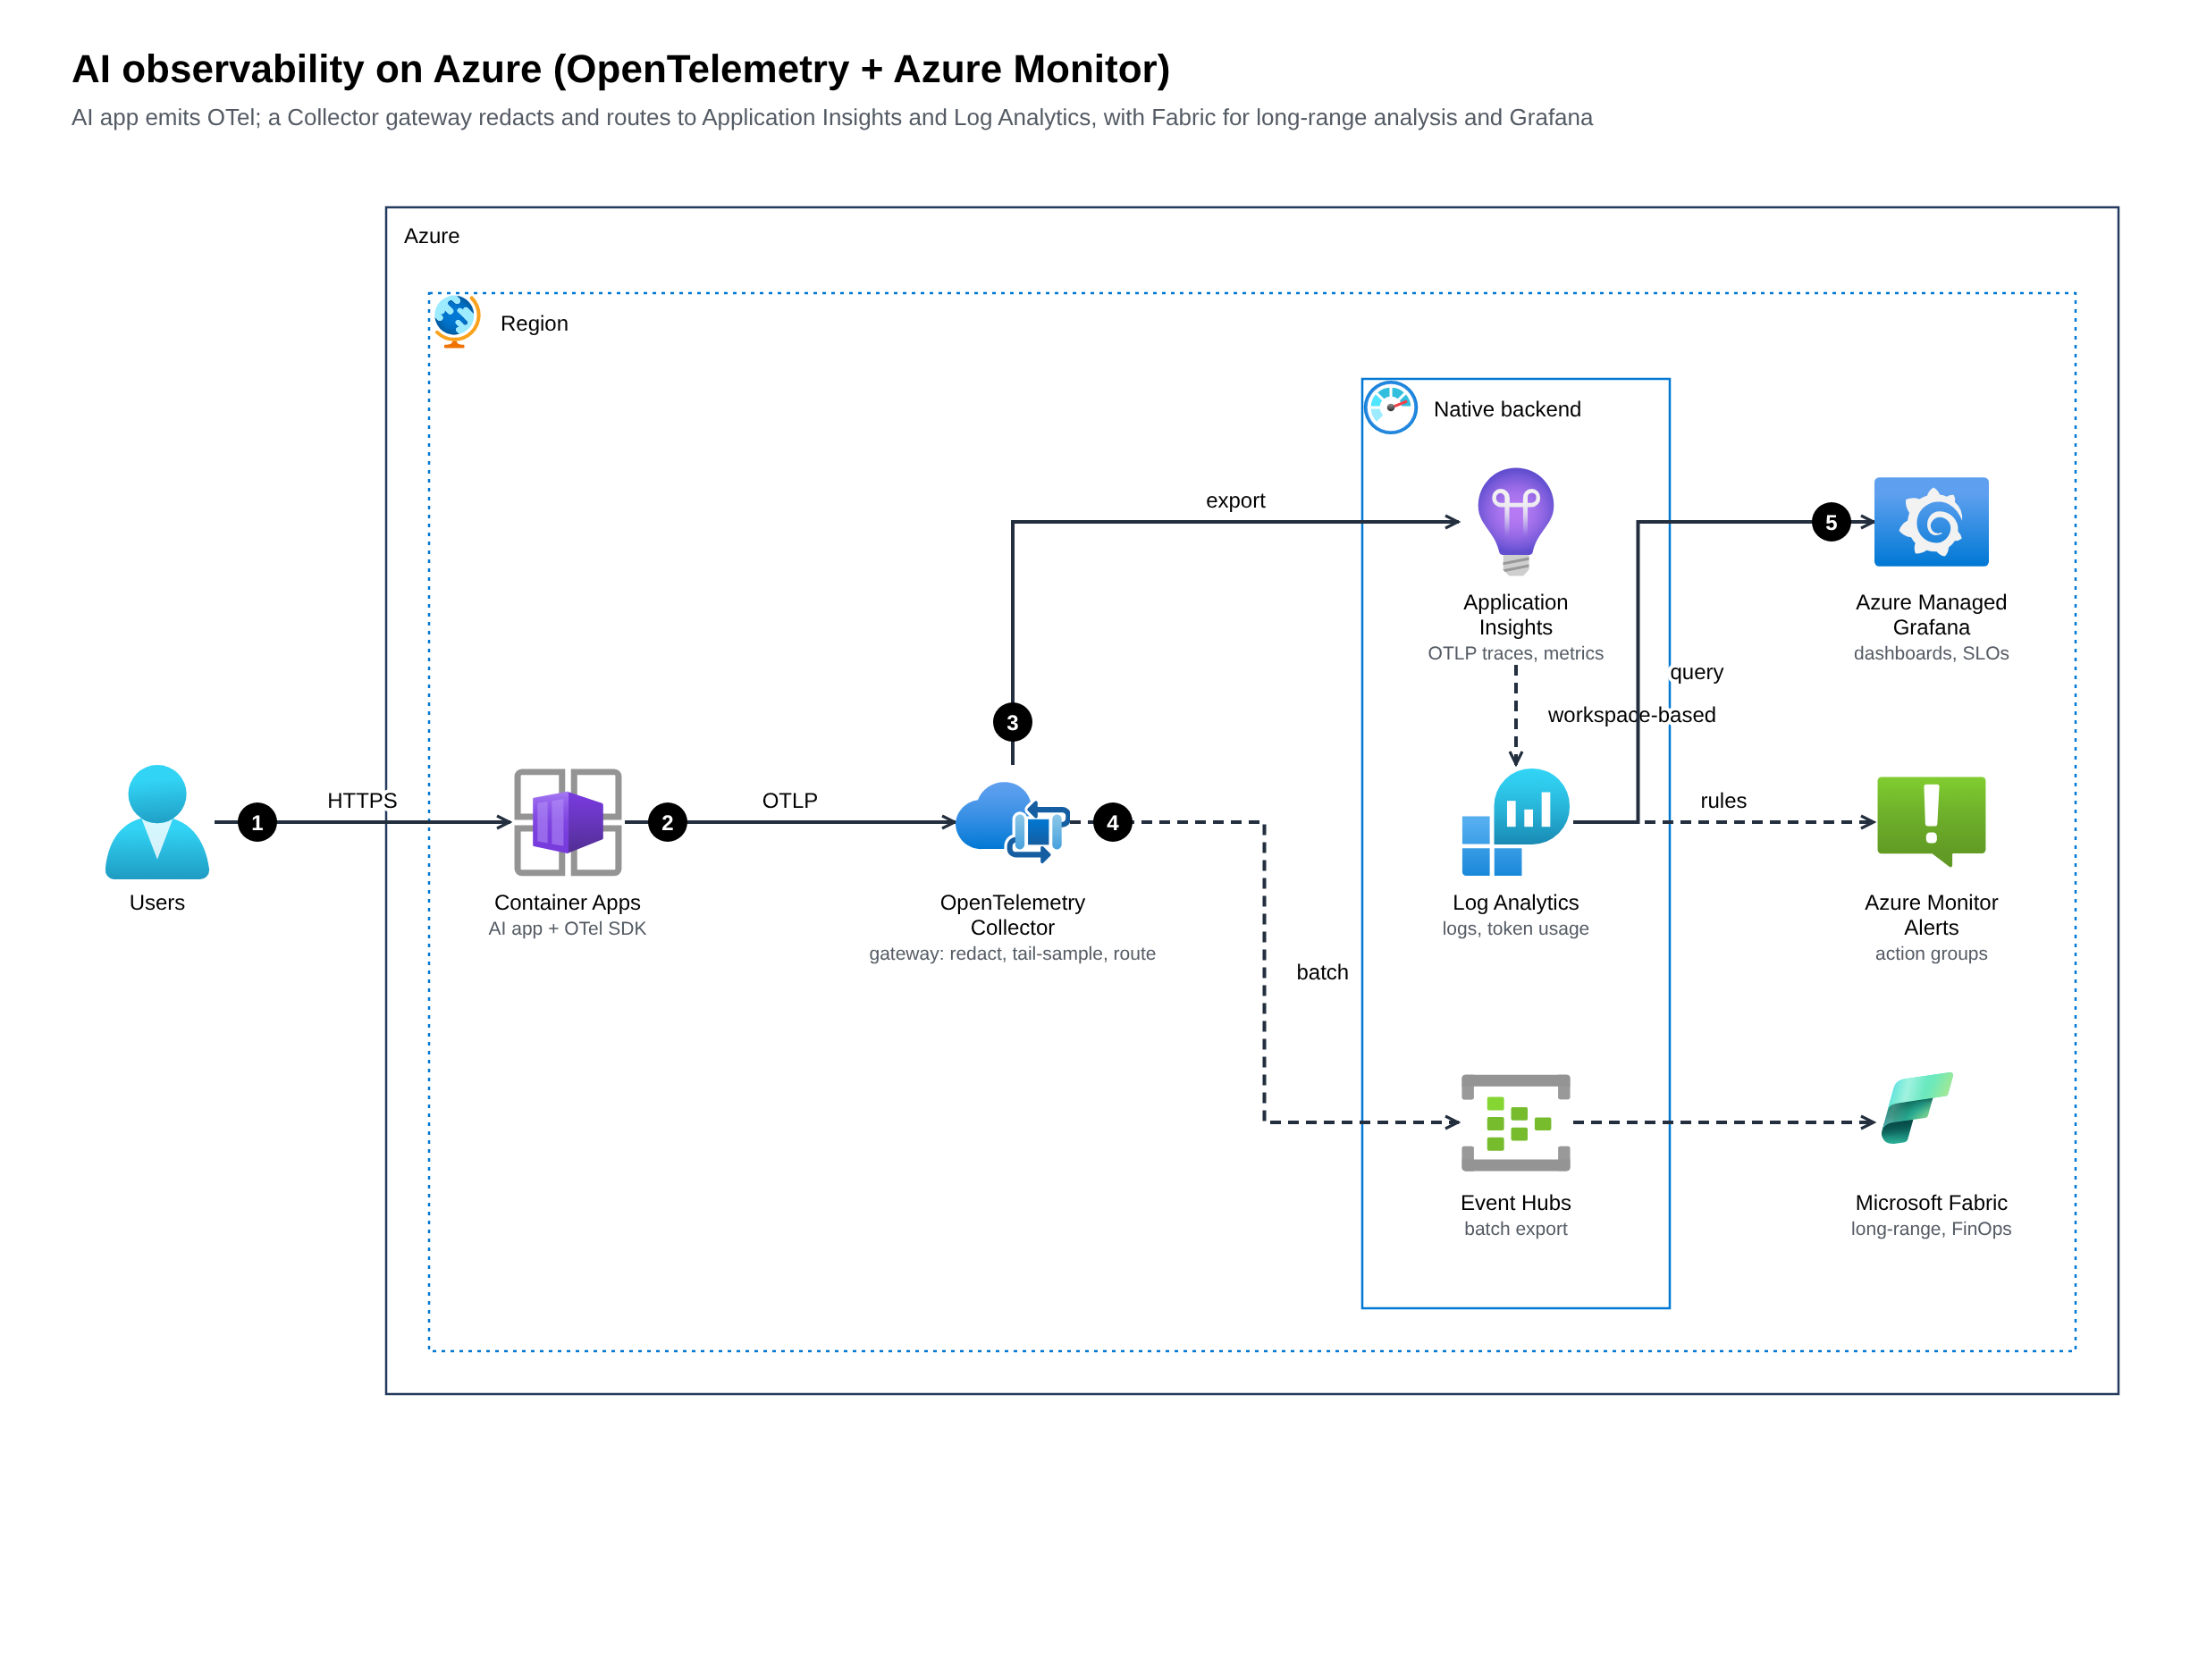 AI observability on Azure (OpenTelemetry + Azure Monitor)
AI app emits OTel; a Collector gateway redacts and routes to Application Insights and Log Analytics, with Fabric for long-range analysis and Grafana
Azure
Region
Native backend
export
5
Application
Insights
OTLP traces, metrics
Azure Managed
Grafana
dashboards, SLOs
query
workspace-based
3
1
HTTPS
2
OTLP
4
rules
Users
Container Apps
AI app + OTel SDK
OpenTelemetry
Collector
gateway: redact, tail-sample, route
Log Analytics
logs, token usage
Azure Monitor
Alerts
action groups
batch
Event Hubs
batch export
Microsoft Fabric
long-range, FinOps